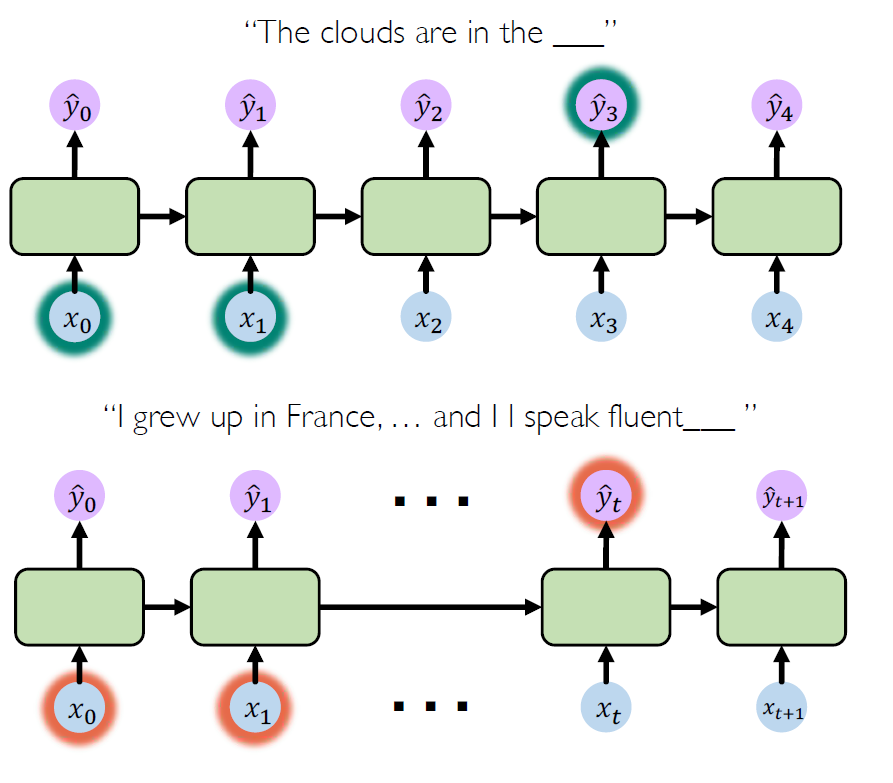 “The clouds are in the ___”
ŷ₀ ŷ₁ ŷ₂ ŷ₃ ŷ₄
x₀ x₁ x₂ x₃ x₄
“I grew up in France, … and I I speak fluent___ ”
ŷ₀ ŷ₁ ... ŷₜ ŷₜ₊₁
x₀ x₁ ... xₜ xₜ₊₁